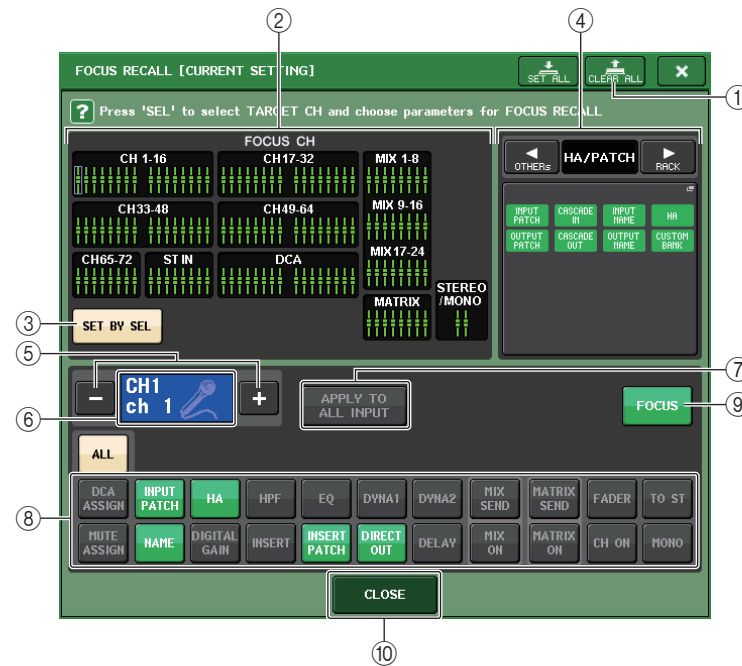 ② ④
FOCUS RECALL [CURRENT SETTING]
SET ALL
CLEAR ALL
×
①
? Press 'SEL' to select TARGET CH and choose parameters for FOCUS RECALL
FOCUS CH
CH 1-16 CH17-32 MIX 1-8
CH33-48 CH49-64 MIX 9-16
CH65-72 ST IN DCA MIX17-24
MATRIX
STEREO
/MONO
OTHERs HA/PATCH RACK
INPUT
PATCH
CASCADE
IN
INPUT
NAME
HA
OUTPUT
PATCH
CASCADE
OUT
OUTPUT
NAME
CUSTOM
BANK
③
SET BY SEL
⑤
−
CH1
ch 1
+
⑥
⑦
APPLY TO
ALL INPUT
FOCUS
⑨
ALL
⑧
DCA
ASSIGN
INPUT
PATCH
HA
HPF
EQ
DYNA1
DYNA2
MIX
SEND
MATRIX
SEND
FADER
TO ST
MUTE
ASSIGN
NAME
DIGITAL
GAIN
INSERT
INSERT
PATCH
DIRECT
OUT
DELAY
MIX
ON
MATRIX
ON
CH ON
MONO
CLOSE
⑩